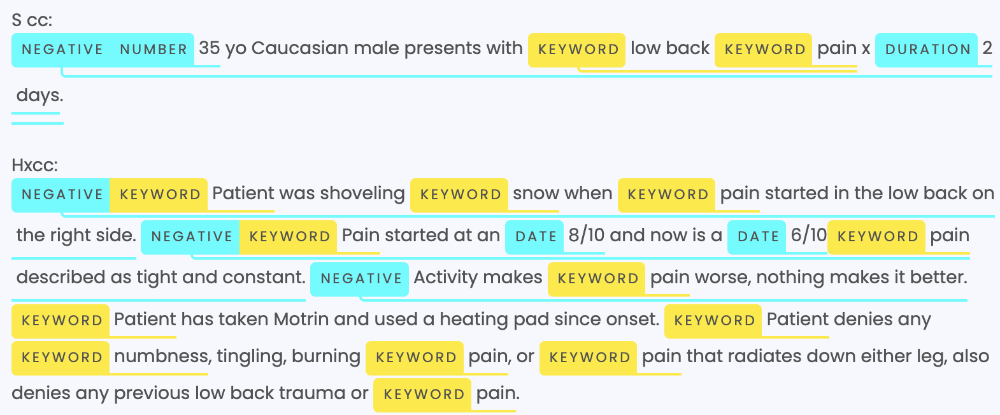 S cc:
NEGATIVE NUMBER 35 yo Caucasian male presents with KEYWORD low back KEYWORD pain x DURATION 2
days.
Hxcc:
NEGATIVE KEYWORD Patient was shoveling KEYWORD snow when KEYWORD pain started in the low back on
the right side. NEGATIVE KEYWORD Pain started at an DATE 8/10 and now is a DATE 6/10 KEYWORD pain
described as tight and constant. NEGATIVE Activity makes KEYWORD pain worse, nothing makes it better.
KEYWORD Patient has taken Motrin and used a heating pad since onset. KEYWORD Patient denies any
KEYWORD numbness, tingling, burning KEYWORD pain, or KEYWORD pain that radiates down either leg, also
denies any previous low back trauma or KEYWORD pain.